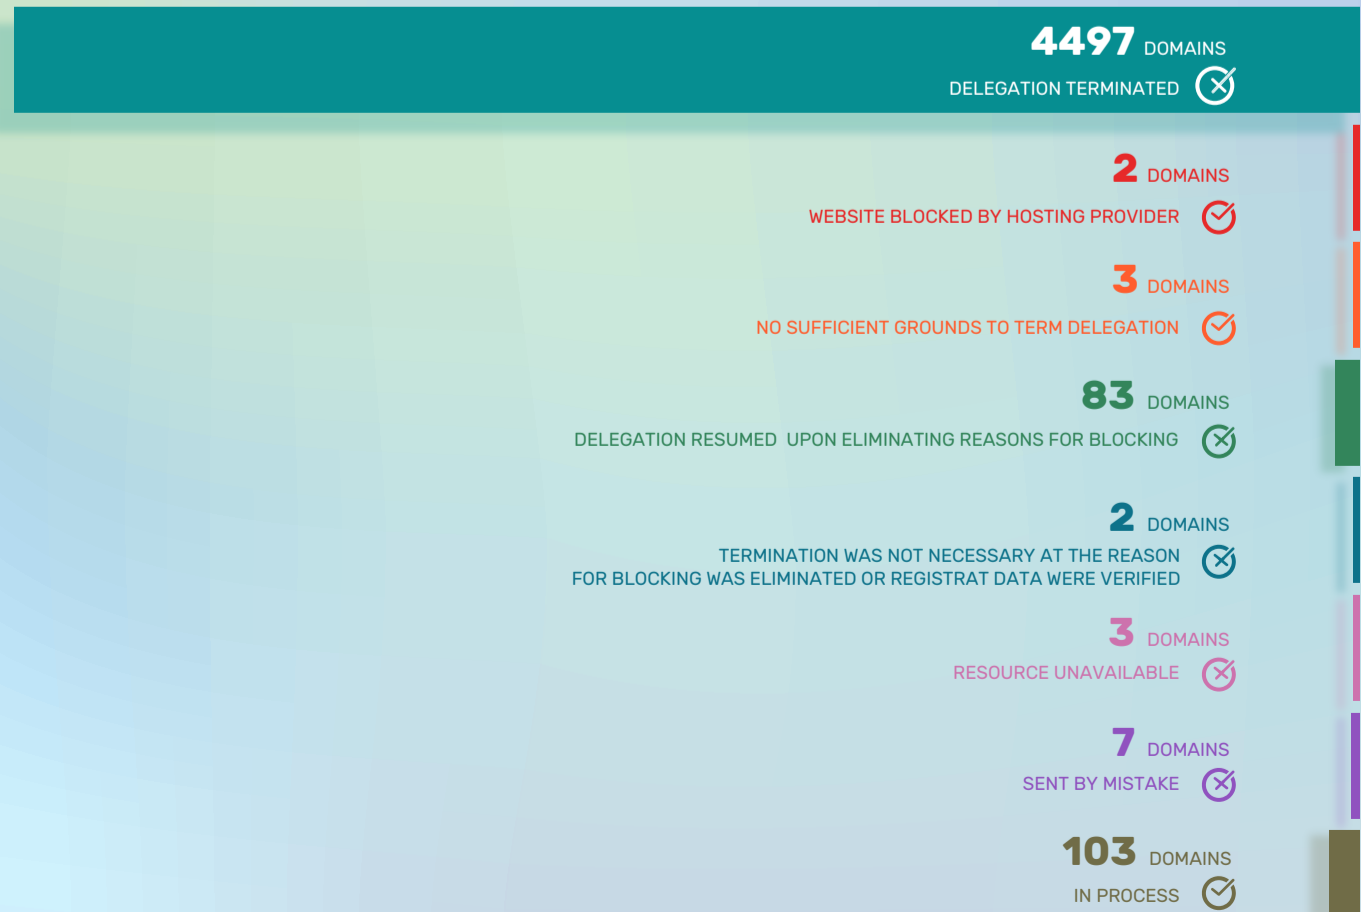 4497 DOMAINS
DELEGATION TERMINATED
2 DOMAINS
WEBSITE BLOCKED BY HOSTING PROVIDER
3 DOMAINS
NO SUFFICIENT GROUNDS TO TERM DELEGATION
83 DOMAINS
DELEGATION RESUMED UPON ELIMINATING REASONS FOR BLOCKING
2 DOMAINS
TERMINATION WAS NOT NECESSARY AT THE REASON
FOR BLOCKING WAS ELIMINATED OR REGISTRAT DATA WERE VERIFIED
3 DOMAINS
RESOURCE UNAVAILABLE
7 DOMAINS
SENT BY MISTAKE
103 DOMAINS
IN PROCESS